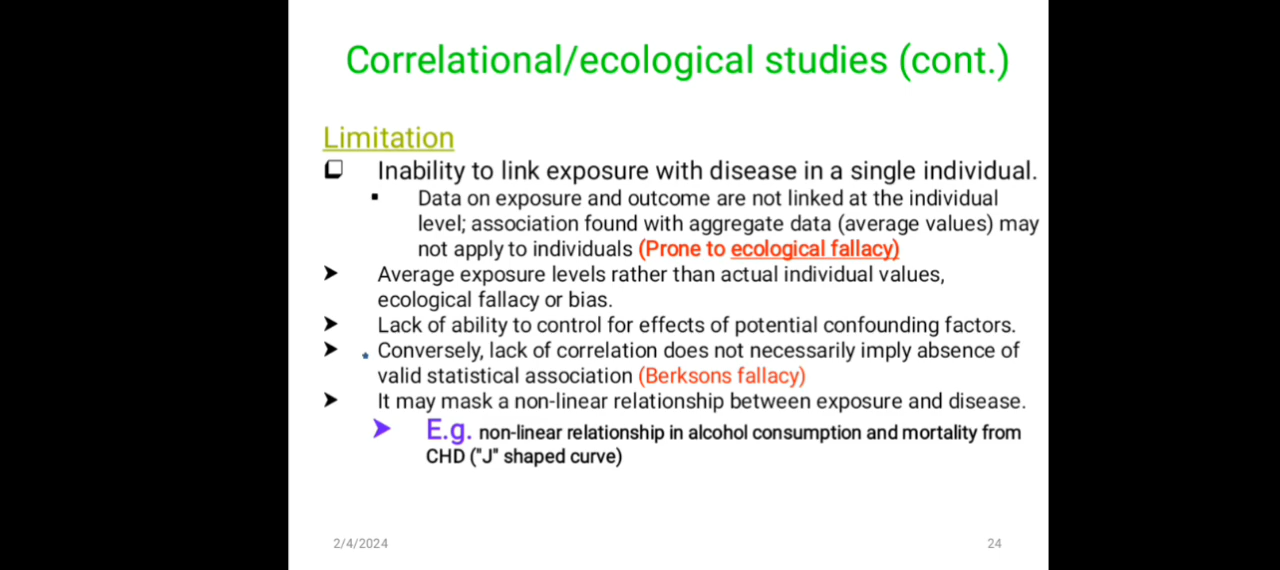 Correlational/ecological studies (cont.)
Limitation
Inability to link exposure with disease in a single individual.
Data on exposure and outcome are not linked at the individual
level; association found with aggregate data (average values) may
not apply to individuals (Prone to ecological fallacy)
Average exposure levels rather than actual individual values,
ecological fallacy or bias.
Lack of ability to control for effects of potential confounding factors.
Conversely, lack of correlation does not necessarily imply absence of
valid statistical association (Berksons fallacy)
It may mask a non-linear relationship between exposure and disease.
E.g. non-linear relationship in alcohol consumption and mortality from
CHD ("J" shaped curve)
2/4/2024
24